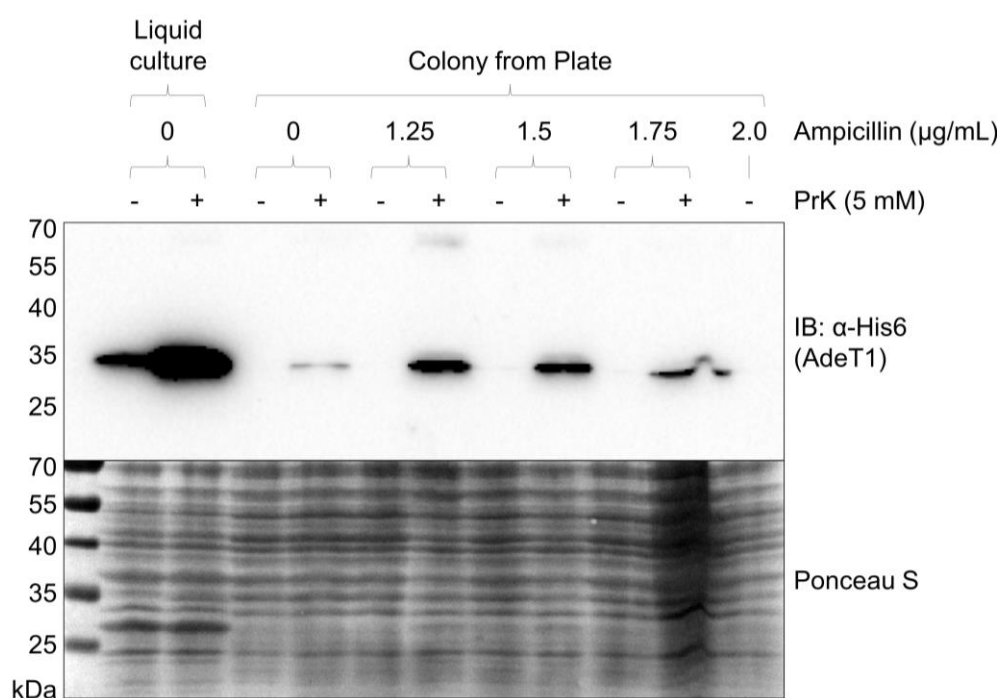 Liquid
culture
Colony from Plate
0 0 1.25 1.5 1.75 2.0 Ampicillin (µg/mL)
- + - + - + - + - + - PrK (5 mM)
70
55
40
35
25
IB: α-His6
(AdeT1)
70
55
40
35
25
kDa
Ponceau S